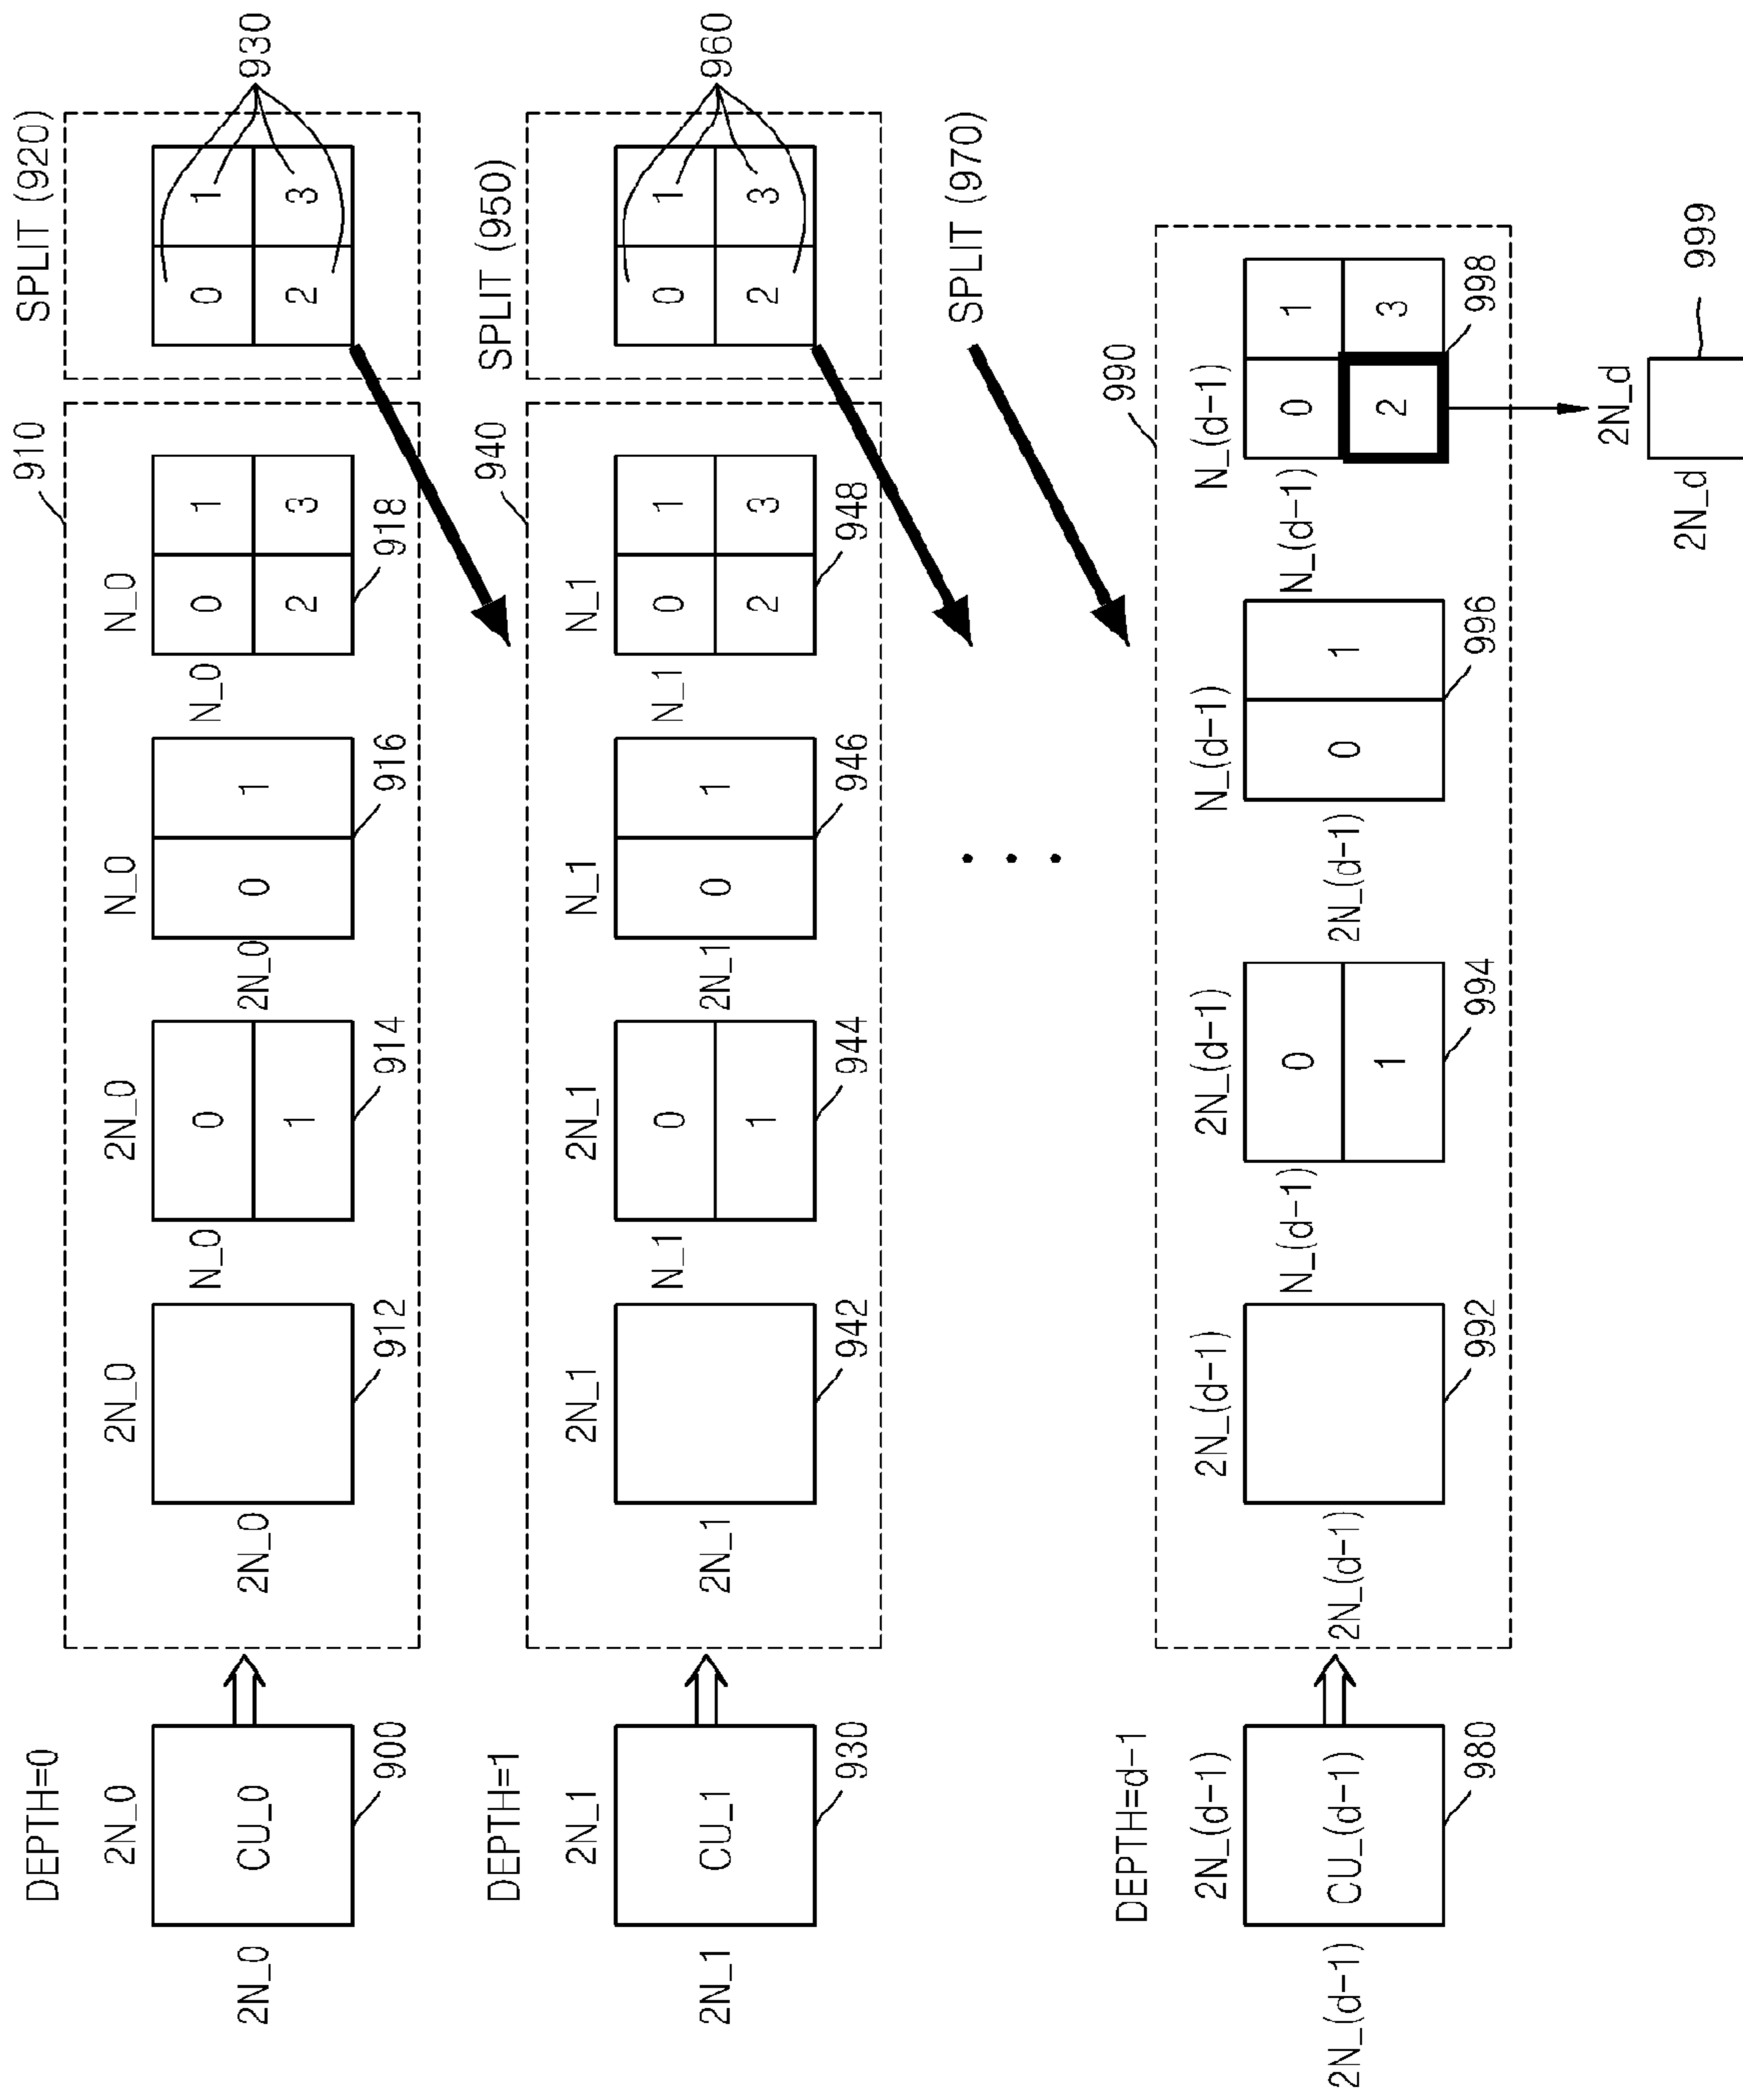 DEPTH=0
2N_0
2N_0
CU_0
900
910
2N_0
2N_0
912
2N_0
N_0
0
1
914
N_0
2N_0
0
1
916
N_0
N_0
0
1
2
3
918
SPLIT (920)
0
1
2
3
930
DEPTH=1
2N_1
2N_1
CU_1
930
940
2N_1
2N_1
942
2N_1
N_1
0
1
944
N_1
2N_1
0
1
946
N_1
N_1
0
1
2
3
948
SPLIT (950)
0
1
2
3
960
SPLIT (970)
DEPTH=d-1
2N_(d-1)
2N_(d-1)
CU_(d-1)
980
990
2N_(d-1)
2N_(d-1)
992
2N_(d-1)
N_(d-1)
0
1
994
N_(d-1)
2N_(d-1)
0
1
996
N_(d-1)
N_(d-1)
0
1
2
3
998
2N_d
2N_d
999